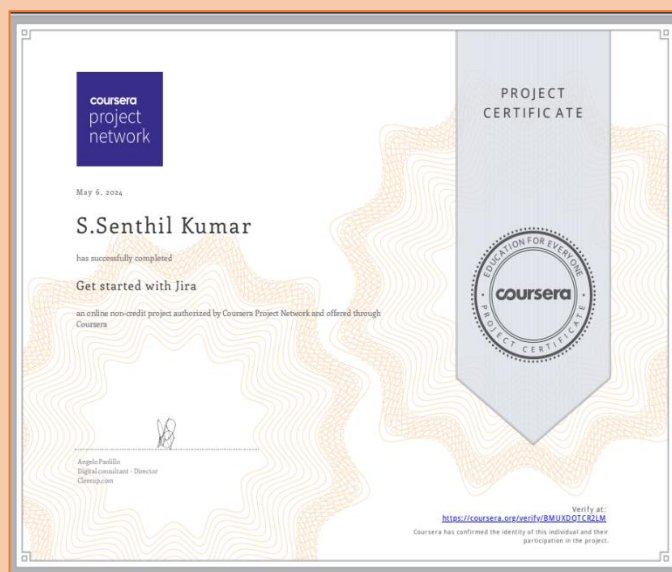 coursera
project
network
PROJECT
CERTIFICATE
May 6, 2024
S.Senthil Kumar
has successfully completed
Get started with Jira
an online non-credit project authorized by Coursera Project Network and offered through
Coursera
EDUCATION FOR EVERYONE
coursera
PROJECT CERTIFICATE
Angelo Paolillo
Digital consultant - Director
Cleecup.com
Verify at:
https://coursera.org/verify/BMUXDQTCR2LM
Coursera has confirmed the identity of this individual and their
participation in the project.